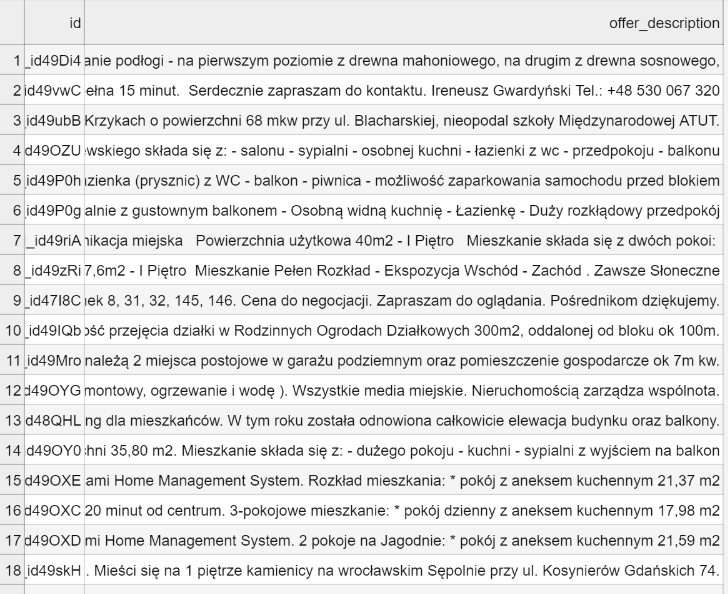 id offer_description
1 _id49Di4 anie podłogi - na pierwszym poziomie z drewna mahoniowego, na drugim z drewna sosnowego,
2 id49vwC ełna 15 minut.  Serdecznie zapraszam do kontaktu. Ireneusz Gwardyński Tel.: +48 530 067 320
3 _id49ubB Krzykach o powierzchni 68 mkw przy ul. Blacharskiej, nieopodal szkoły Międzynarodowej ATUT.
4 d49OZU wskiego składa się z: - salonu - sypialni - osobnej kuchni - łazienki z wc - przedpokoju - balkonu
5 _id49P0h zienka (prysznic) z WC - balkon - piwnica - możliwość zaparkowania samochodu przed blokiem
6 _id49P0g alnie z gustownym balkonem - Osobną widną kuchnię - Łazienkę - Duży rozkłądowy przedpokój
7 _id49riA nikacja miejska   Powierzchnia użytkowa 40m2 - I Piętro   Mieszkanie składa się z dwóch pokoi:
8 _id49zRi 7,6m2 - I Piętro  Mieszkanie Pełen Rozkład - Ekspozycja Wschód - Zachód . Zawsze Słoneczne
9 _id47I8C ek 8, 31, 32, 145, 146. Cena do negocjacji. Zapraszam do oglądania. Pośrednikom dziękujemy.
10 _id49IQb ość przejęcia działki w Rodzinnych Ogrodach Działkowych 300m2, oddalonej od bloku ok 100m.
11 _id49Mro należą 2 miejsca postojowe w garażu podziemnym oraz pomieszczenie gospodarcze ok 7m kw.
12 d49OYG montowy, ogrzewanie i wodę ). Wszystkie media miejskie. Nieruchomością zarządza wspólnota.
13 d48QHL ng dla mieszkańców. W tym roku została odnowiona całkowicie elewacja budynku oraz balkony.
14 d49OY0 hni 35,80 m2. Mieszkanie składa się z: - dużego pokoju - kuchni - sypialni z wyjściem na balkon
15 d49OXE ami Home Management System. Rozkład mieszkania: * pokój z aneksem kuchennym 21,37 m2
16 d49OXC 20 minut od centrum. 3-pokojowe mieszkanie: * pokój dzienny z aneksem kuchennym 17,98 m2
17 d49OXD mi Home Management System. 2 pokoje na Jagodnie: * pokój z aneksem kuchennym 21,59 m2
18 _id49skH . Mieści się na 1 piętrze kamienicy na wrocławskim Sępolnie przy ul. Kosynierów Gdańskich 74.